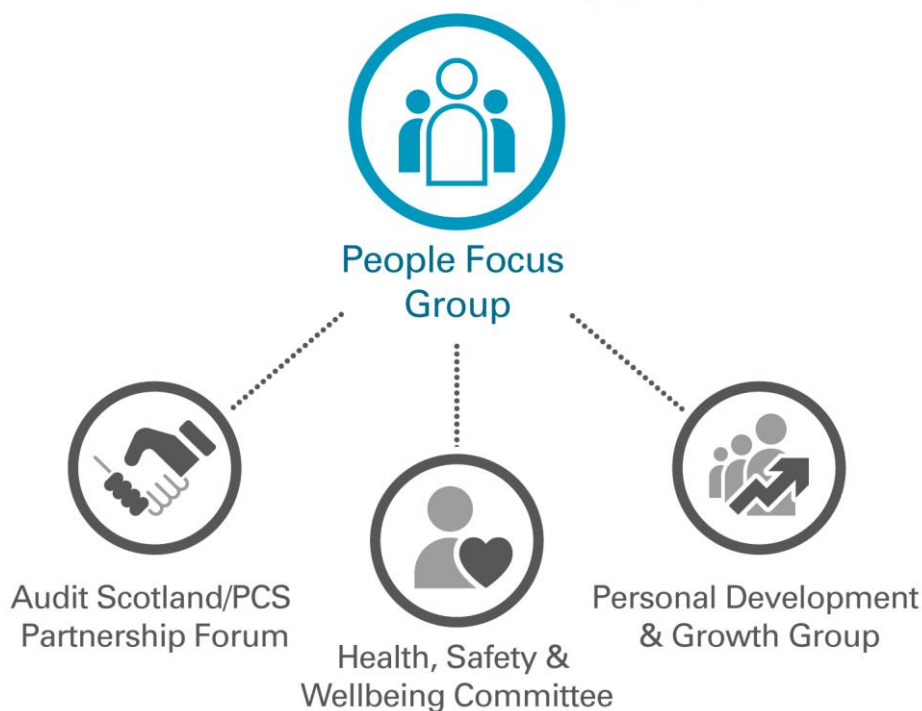 People Focus
Group
Audit Scotland/PCS
Partnership Forum
Health, Safety &
Wellbeing Committee
Personal Development
& Growth Group